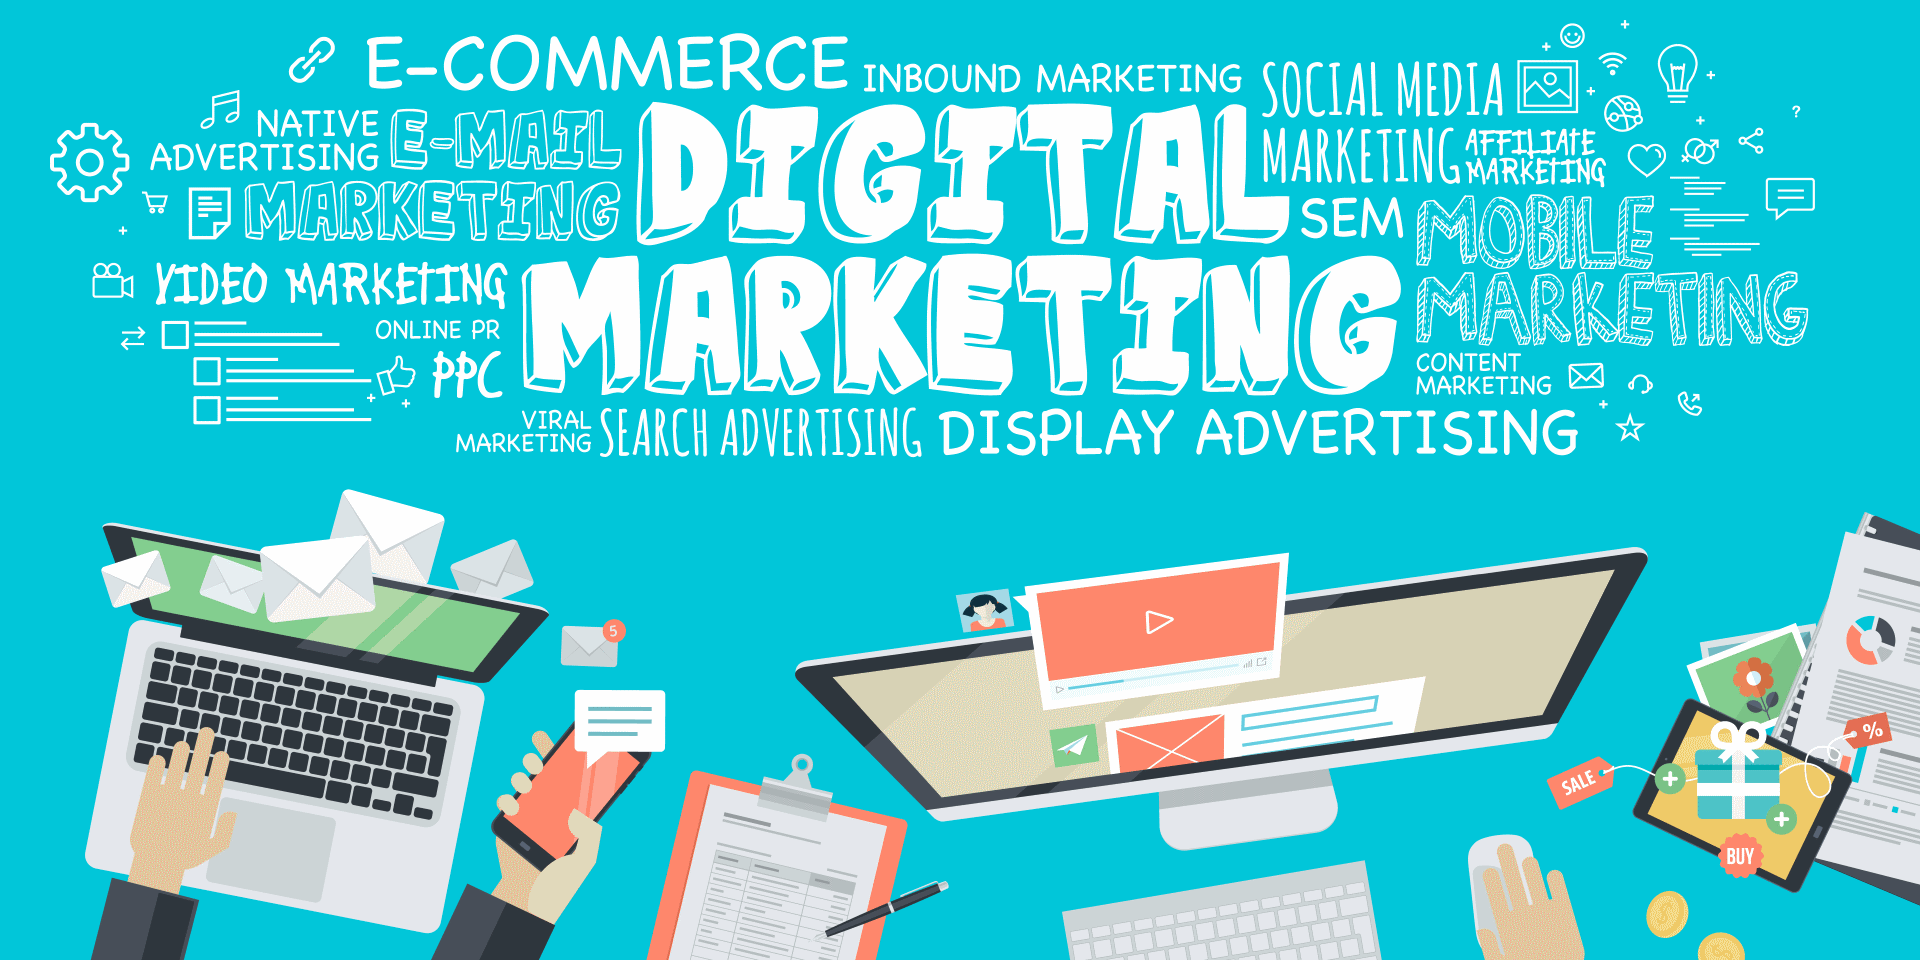 E-COMMERCE
INBOUND MARKETING
SOCIAL MEDIA
MARKETING
NATIVE
ADVERTISING
E-MAIL
MARKETING
DIGITAL
MARKETING
AFFILIATE
MARKETING
SEM
MOBILE
MARKETING
VIDEO MARKETING
ONLINE PR
PPC
CONTENT
MARKETING
VIRAL
MARKETING
SEARCH ADVERTISING
DISPLAY ADVERTISING
?
5
%
SALE
BUY